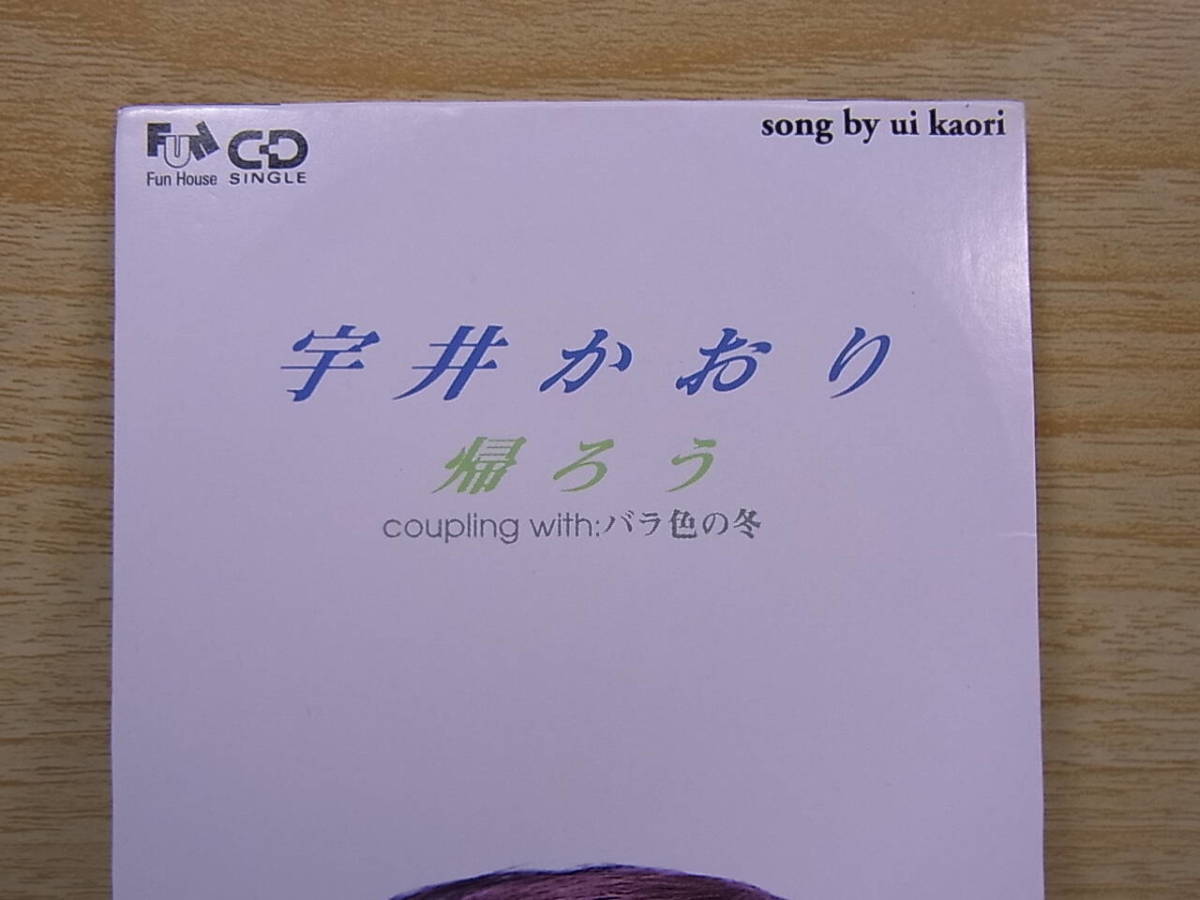 FUN CD
Fun House SINGLE
song by ui kaori
宇井かおり
帰ろう
coupling with:バラ色の冬